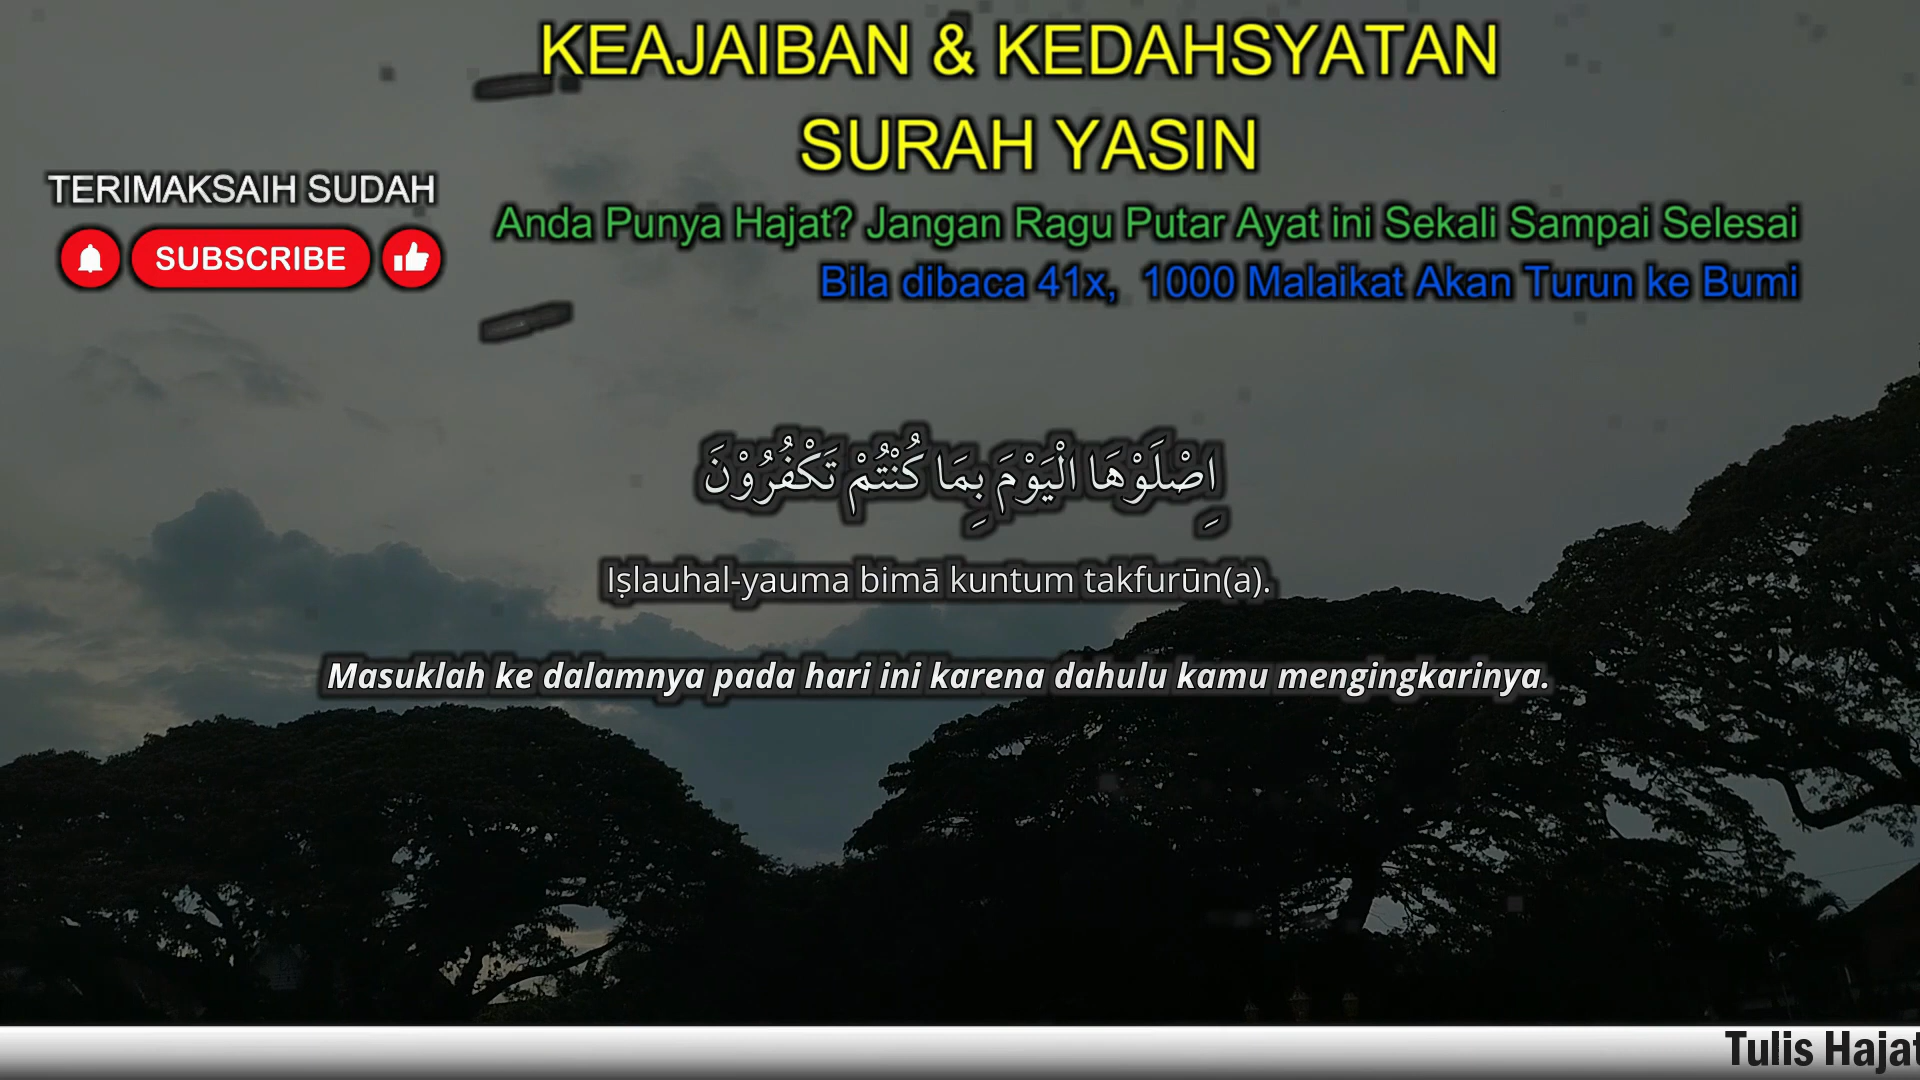 KEAJAIBAN & KEDAHSYATAN
SURAH YASIN
TERIMAKSAIH SUDAH
SUBSCRIBE
Anda Punya Hajat? Jangan Ragu Putar Ayat ini Sekali Sampai Selesai
Bila dibaca 41x, 1000 Malaikat Akan Turun ke Bumi
اِصْلَوْهَا الْيَوْمَ بِمَا كُنْتُمْ تَكْفُرُوْنَ
Iṣlauhal-yauma bimā kuntum takfurūn(a).
Masuklah ke dalamnya pada hari ini karena dahulu kamu mengingkarinya.
Tulis Hajat